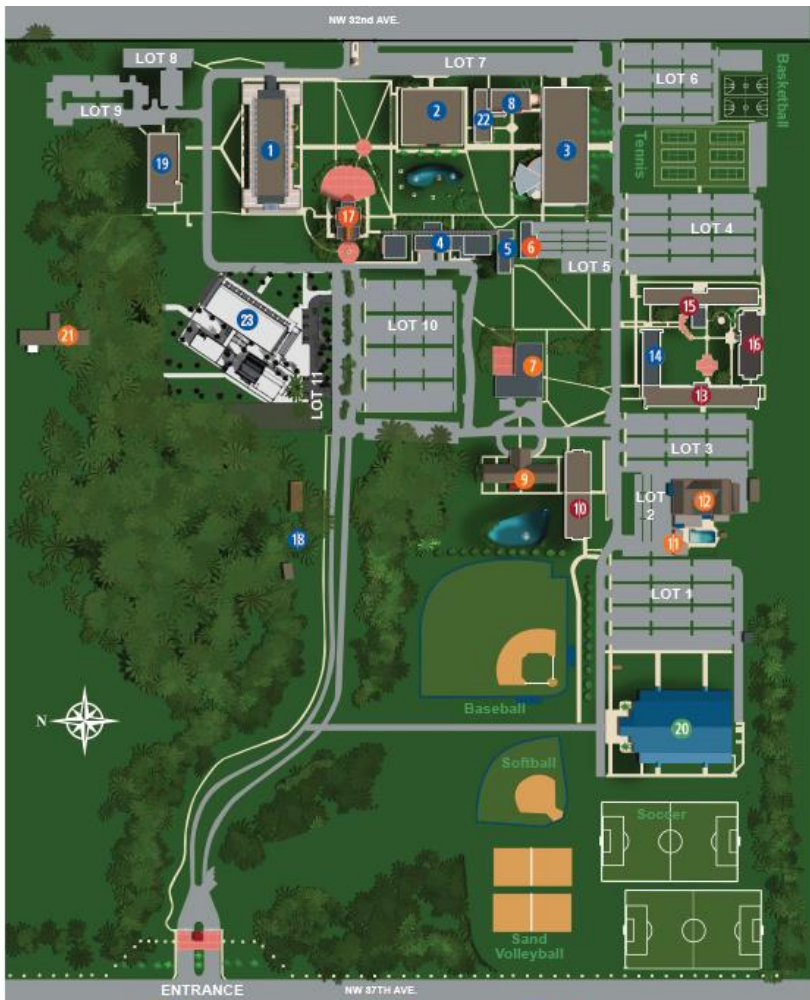 NW 32nd AVE.
LOT 8
LOT 7
LOT 6
LOT 9
Basketball
1
2
22
8
3
19
Tennis
17
4
5
6
LOT 5
LOT 4
21
23
LOT 10
LOT 11
7
15
14
16
13
LOT 3
9
10
LOT
2
12
11
18
LOT 1
N
Baseball
20
Softball
Soccer
Sand
Volleyball
ENTRANCE
NW 37TH AVE.